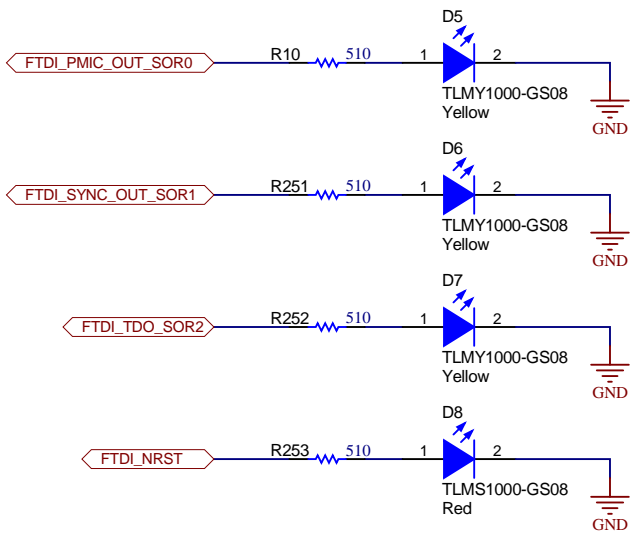 D5
FTDI_PMIC_OUT_SOR0 R10 510 1 2
TLMY1000-GS08
Yellow
GND
D6
FTDI_SYNC_OUT_SOR1 R251 510 1 2
TLMY1000-GS08
Yellow
GND
D7
FTDI_TDO_SOR2 R252 510 1 2
TLMY1000-GS08
Yellow
GND
D8
FTDI_NRST R253 510 1 2
TLMS1000-GS08
Red
GND